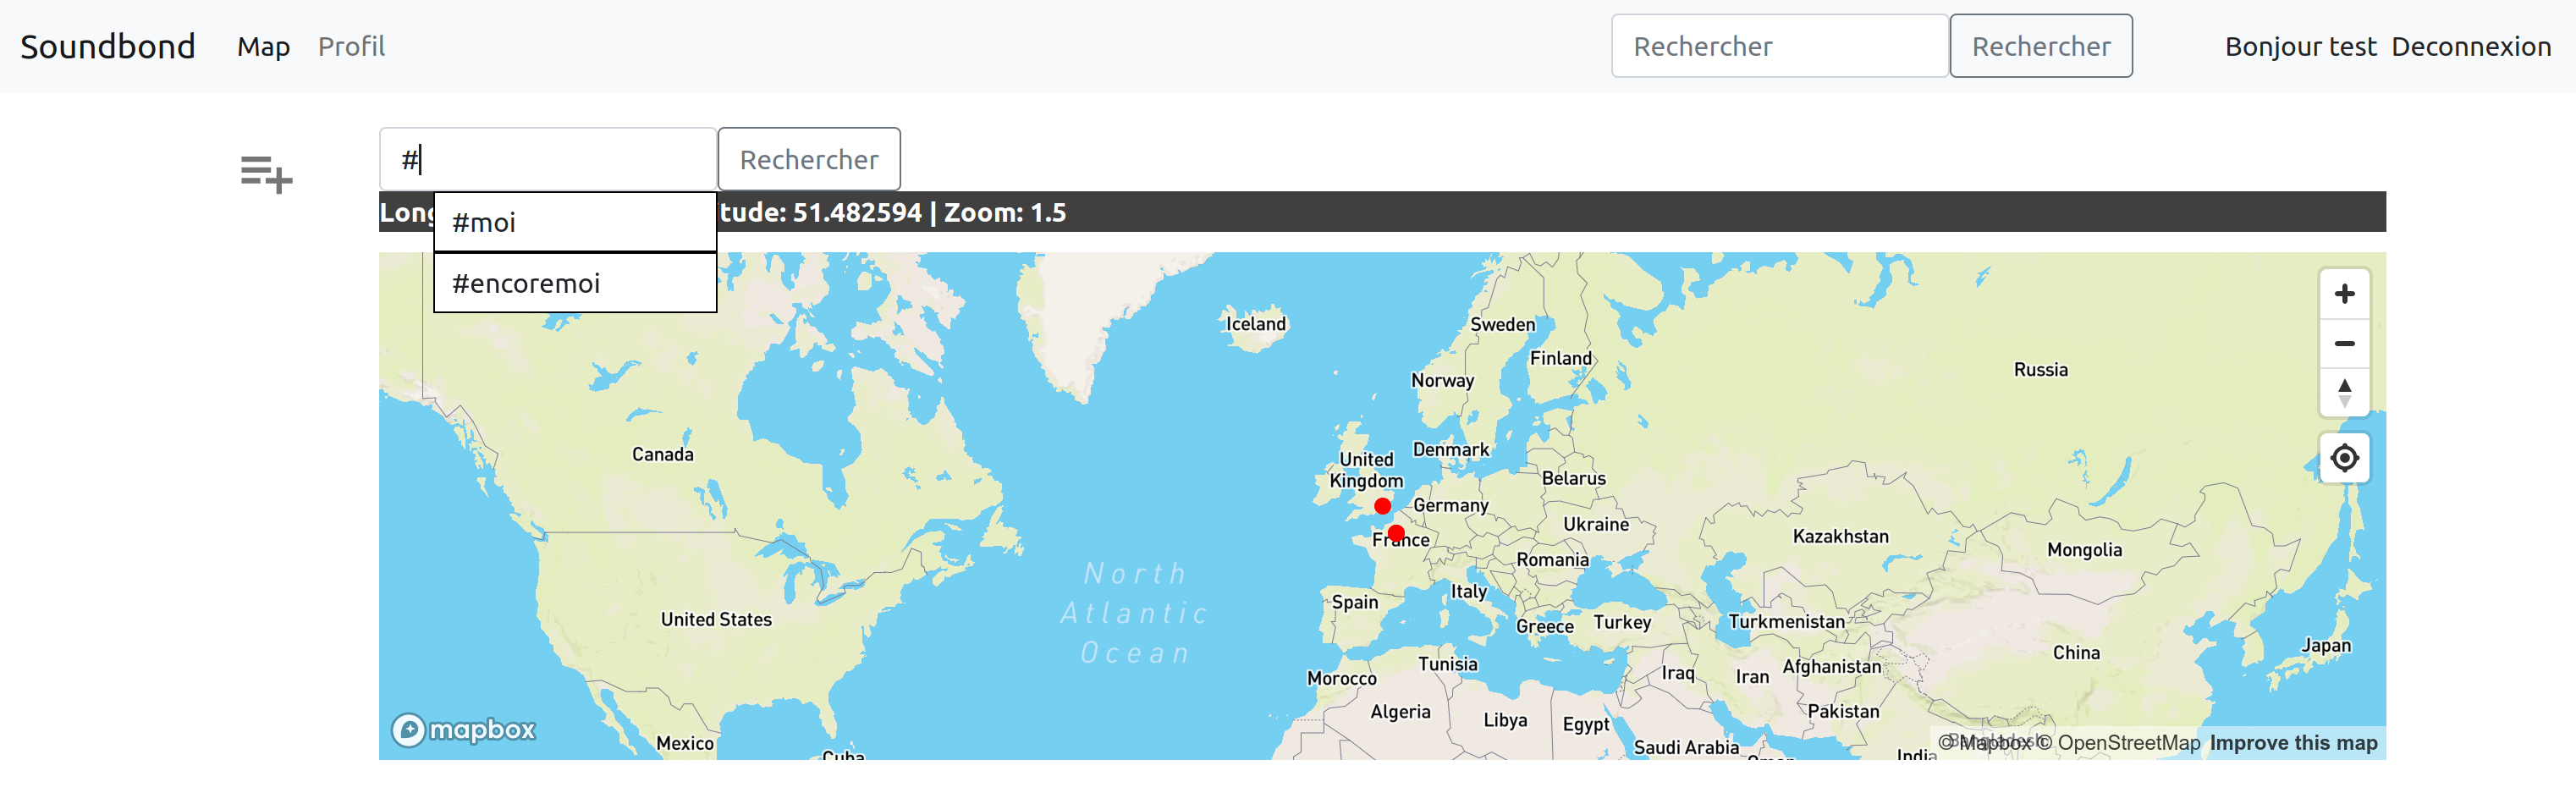 Soundbond Map Profil Rechercher Rechercher Bonjour test Deconnexion
# Rechercher
Long tude: 51.482594 | Zoom: 1.5
#moi
#encoremoi
Iceland
Sweden
Finland
Norway
Russia
Canada
Denmark
United
Kingdom
Belarus
Germany
Ukraine
France
Kazakhstan
Mongolia
Romania
Italy
Spain
United States
Greece
Turkey
Turkmenistan
North
Atlantic
Ocean
Japan
China
Tunisia
Afghanistan
Morocco
Iraq
Iran
Algeria
Libya
Egypt
Pakistan
Mexico
Saudi Arabia
Cuba
Oman
India
Bangladesh
mapbox
© Mapbox © OpenStreetMap Improve this map